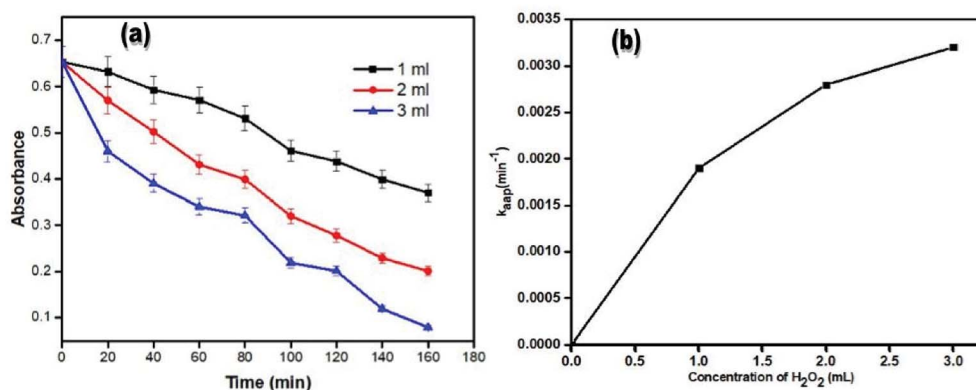 (a)
0.7
0.6
0.5
0.4
0.3
0.2
0.1
Absorbance
1 ml
2 ml
3 ml
0 20 40 60 80 100 120 140 160 180
Time (min)
(b)
0.0035
0.0030
0.0025
0.0020
0.0015
0.0010
0.0005
0.0000
k_aap(min⁻¹)
0.0 0.5 1.0 1.5 2.0 2.5 3.0
Concentration of H₂O₂ (mL)